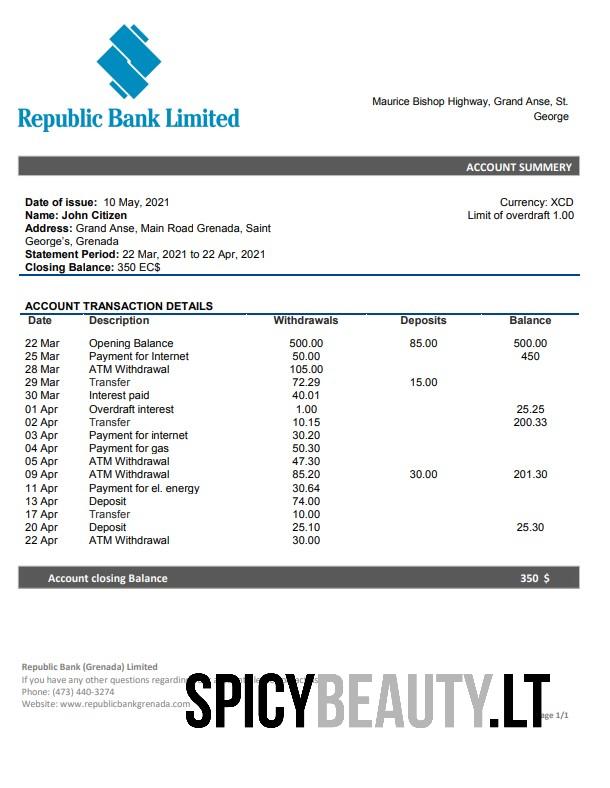 Republic Bank Limited
Maurice Bishop Highway, Grand Anse, St.
George
ACCOUNT SUMMERY
Date of issue: 10 May, 2021
Currency: XCD
Name: John Citizen
Limit of overdraft 1.00
Address: Grand Anse, Main Road Grenada, Saint
George's, Grenada
Statement Period: 22 Mar, 2021 to 22 Apr, 2021
Closing Balance: 350 EC$
ACCOUNT TRANSACTION DETAILS
Date Description Withdrawals Deposits Balance
22 Mar Opening Balance 500.00 85.00 500.00
25 Mar Payment for Internet 50.00 450
28 Mar ATM Withdrawal 105.00
29 Mar Transfer 72.29 15.00
30 Mar Interest paid 40.01
01 Apr Overdraft interest 1.00 25.25
02 Apr Transfer 10.15 200.33
03 Apr Payment for internet 30.20
04 Apr Payment for gas 50.30
05 Apr ATM Withdrawal 47.30
09 Apr ATM Withdrawal 85.20 30.00 201.30
11 Apr Payment for el. energy 30.64
13 Apr Deposit 74.00
17 Apr Transfer 10.00
20 Apr Deposit 25.10 25.30
22 Apr ATM Withdrawal 30.00
Account closing Balance 350 $
Republic Bank (Grenada) Limited
If you have any other questions
Phone: (473) 440-3274
Website: www.republicbankgrenada.com
SPICYBEAUTY.LT
1/1